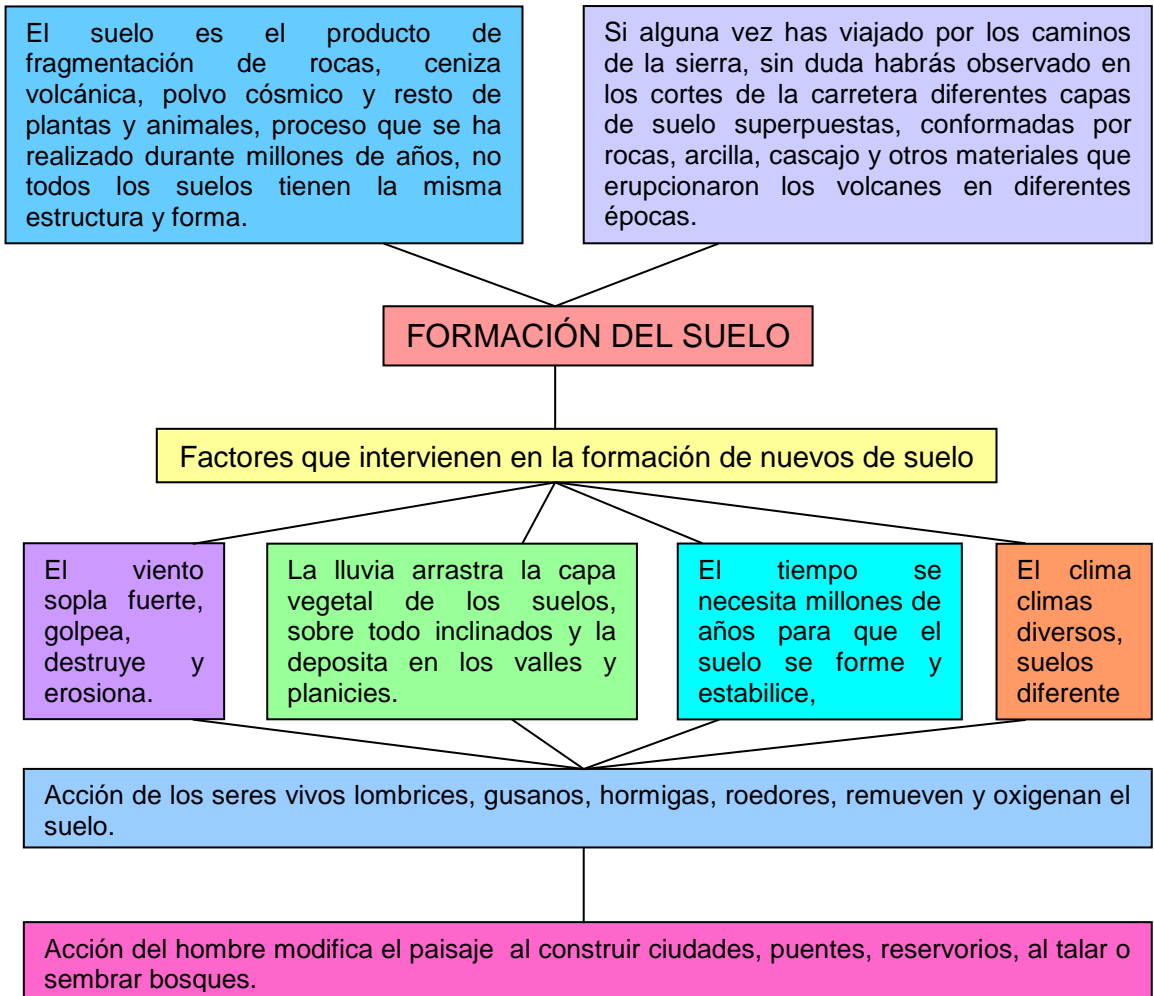 El suelo es el producto de
fragmentación de rocas, ceniza
volcánica, polvo cósmico y resto de
plantas y animales, proceso que se ha
realizado durante millones de años, no
todos los suelos tienen la misma
estructura y forma.
Si alguna vez has viajado por los caminos
de la sierra, sin duda habrás observado en
los cortes de la carretera diferentes capas
de suelo superpuestas, conformadas por
rocas, arcilla, cascajo y otros materiales que
erupcionaron los volcanes en diferentes
épocas.
FORMACIÓN DEL SUELO
Factores que intervienen en la formación de nuevos de suelo
El viento
sopla fuerte,
golpea,
destruye y
erosiona.
La lluvia arrastra la capa
vegetal de los suelos,
sobre todo inclinados y la
deposita en los valles y
planicies.
El tiempo se
necesita millones de
años para que el
suelo se forme y
estabilice,
El clima
climas
diversos,
suelos
diferente
Acción de los seres vivos lombrices, gusanos, hormigas, roedores, remueven y oxigenan el
suelo.
Acción del hombre modifica el paisaje al construir ciudades, puentes, reservorios, al talar o
sembrar bosques.